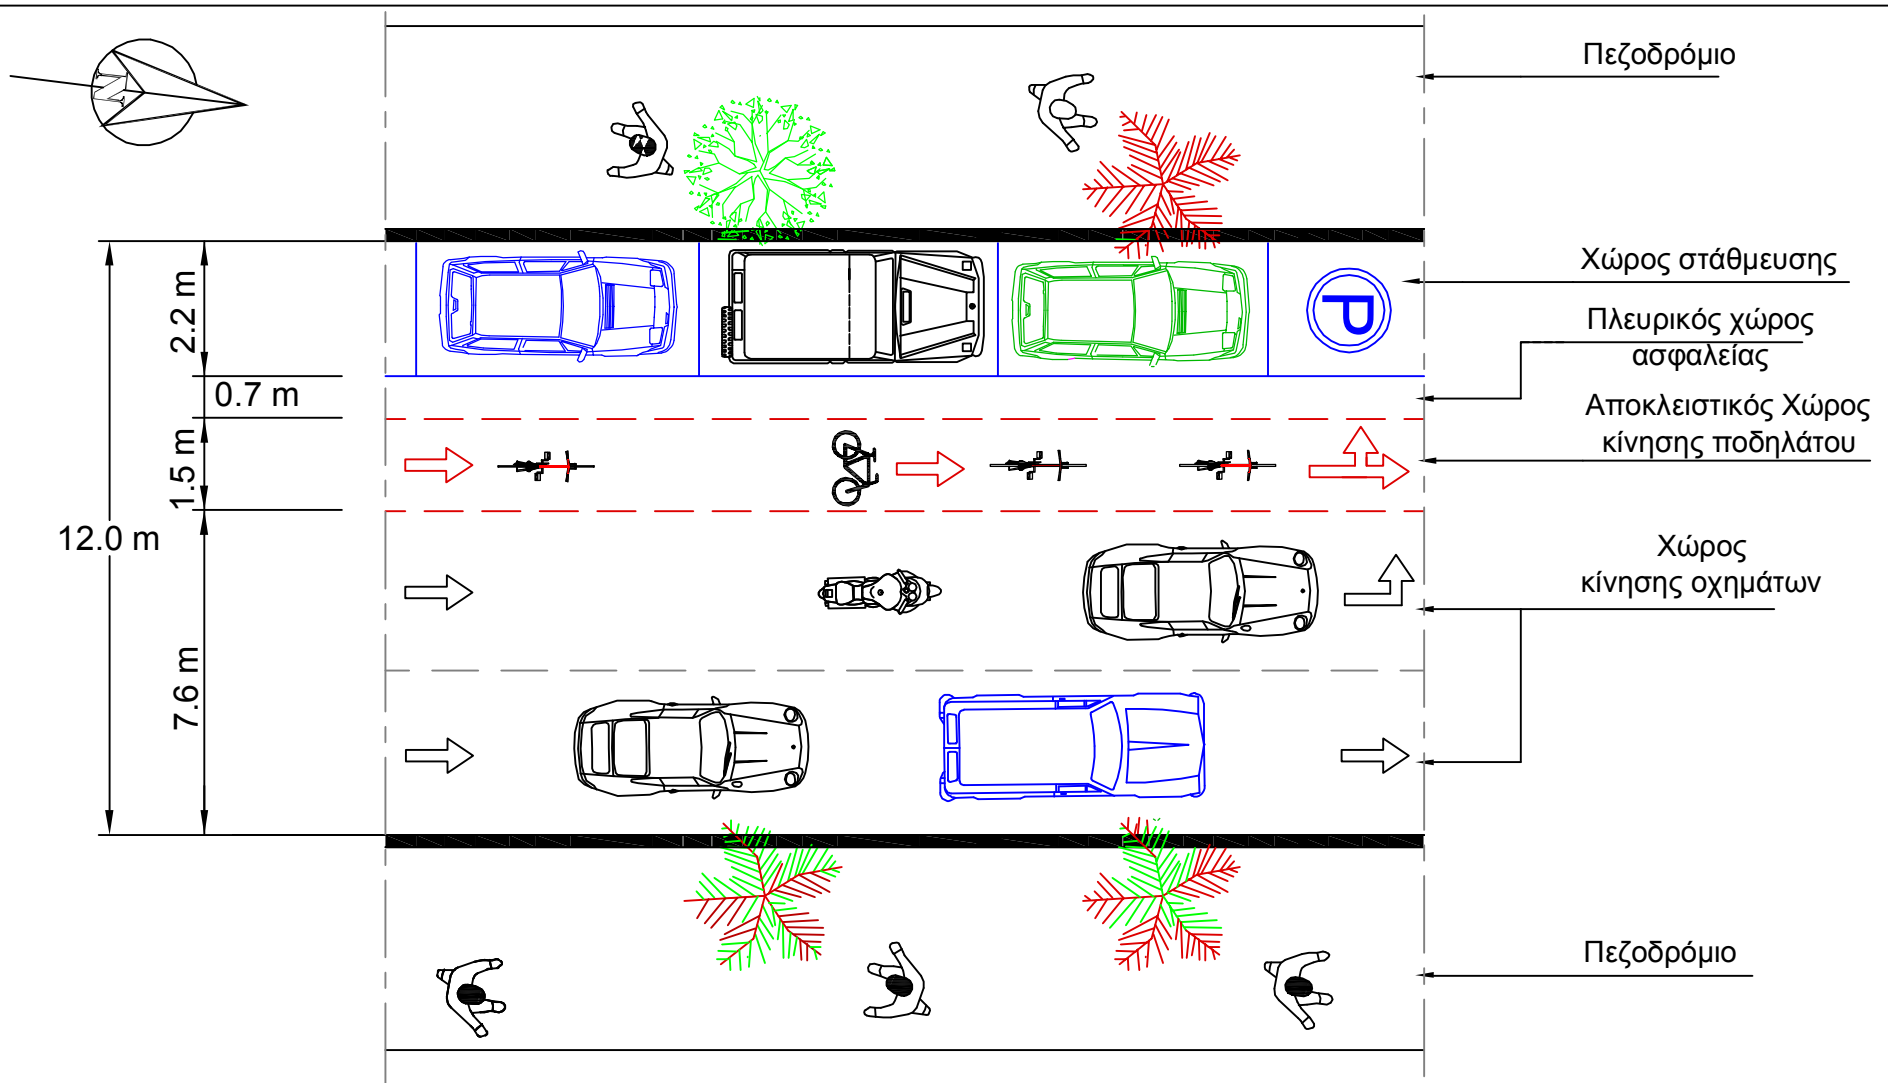 N
Πεζοδρόμιο
2.2 m
P
Χώρος στάθμευσης
Πλευρικός χώρος
ασφαλείας
0.7 m
Αποκλειστικός Χώρος
κίνησης ποδηλάτου
1.5 m
12.0 m
Χώρος
κίνησης οχημάτων
7.6 m
Πεζοδρόμιο